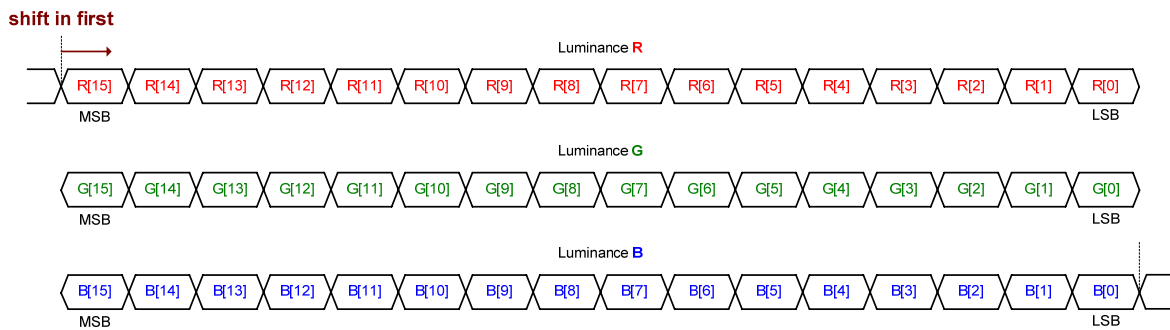 shift in first
Luminance R
R[15] R[14] R[13] R[12] R[11] R[10] R[9] R[8] R[7] R[6] R[5] R[4] R[3] R[2] R[1] R[0]
MSB LSB
Luminance G
G[15] G[14] G[13] G[12] G[11] G[10] G[9] G[8] G[7] G[6] G[5] G[4] G[3] G[2] G[1] G[0]
MSB LSB
Luminance B
B[15] B[14] B[13] B[12] B[11] B[10] B[9] B[8] B[7] B[6] B[5] B[4] B[3] B[2] B[1] B[0]
MSB LSB